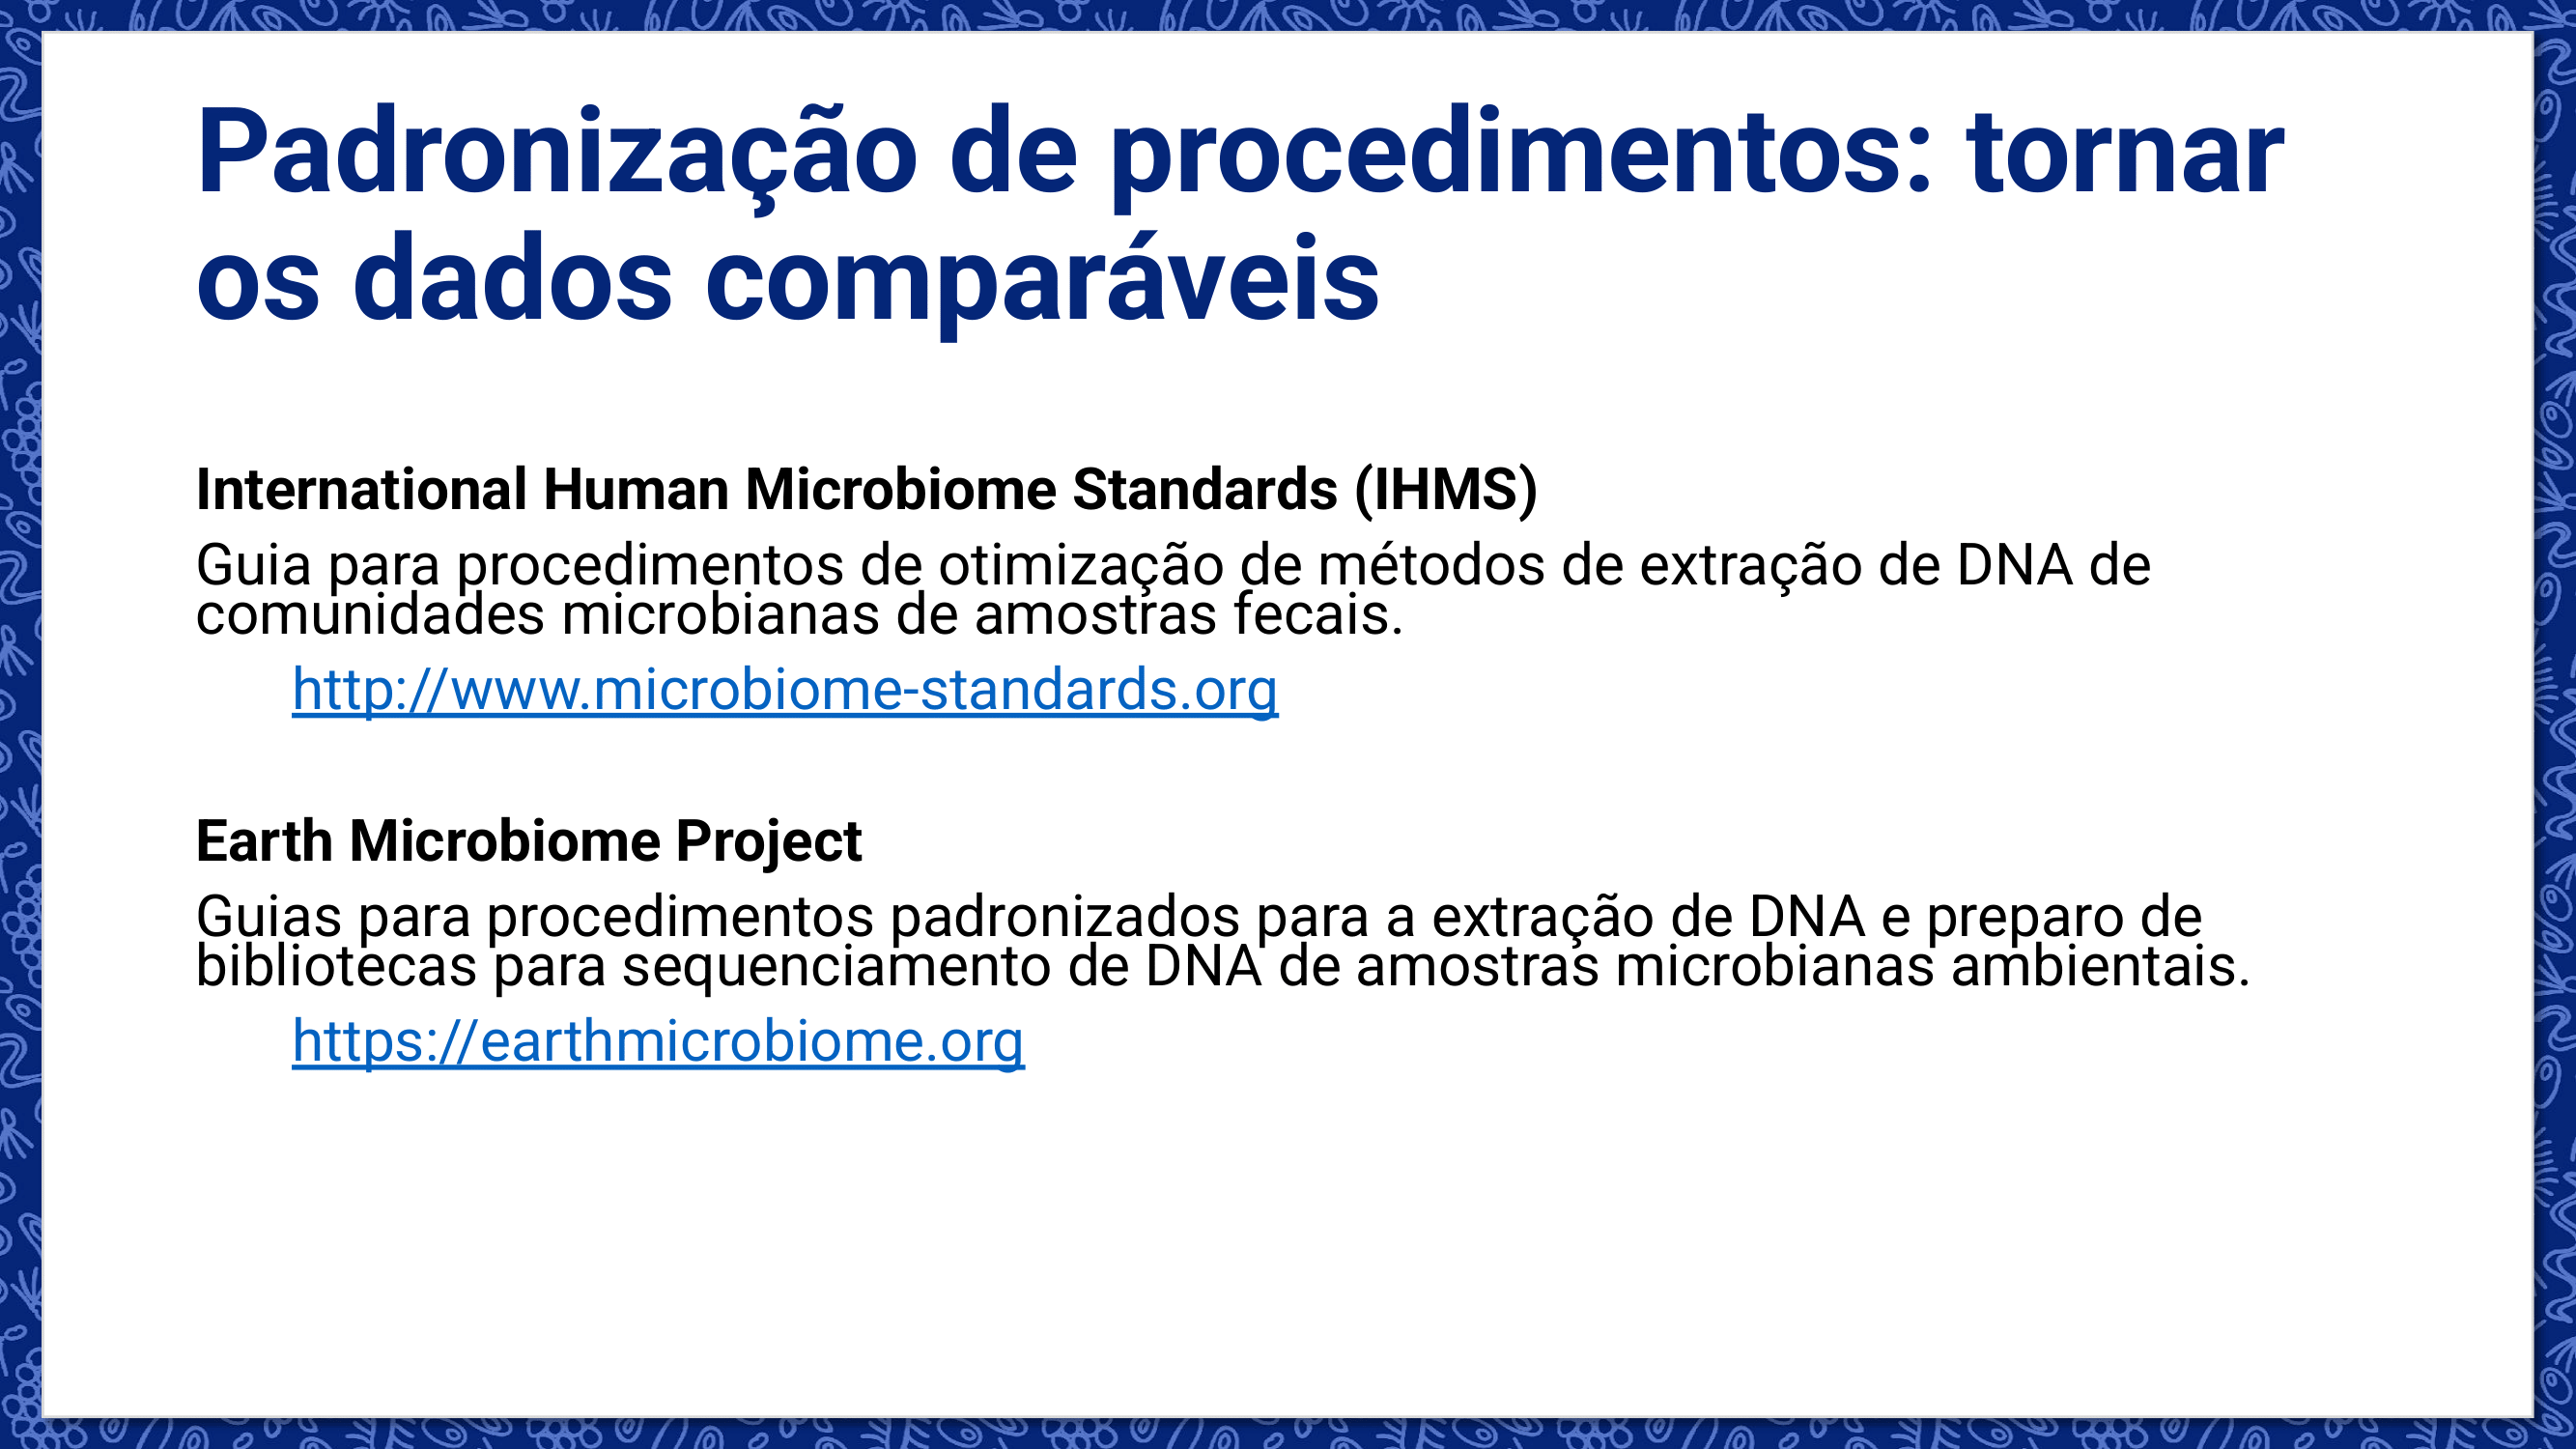 Padronização de procedimentos: tornar
os dados comparáveis
International Human Microbiome Standards (IHMS)
Guia para procedimentos de otimização de métodos de extração de DNA de
comunidades microbianas de amostras fecais.
http://www.microbiome-standards.org
Earth Microbiome Project
Guias para procedimentos padronizados para a extração de DNA e preparo de
bibliotecas para sequenciamento de DNA de amostras microbianas ambientais.
https://earthmicrobiome.org